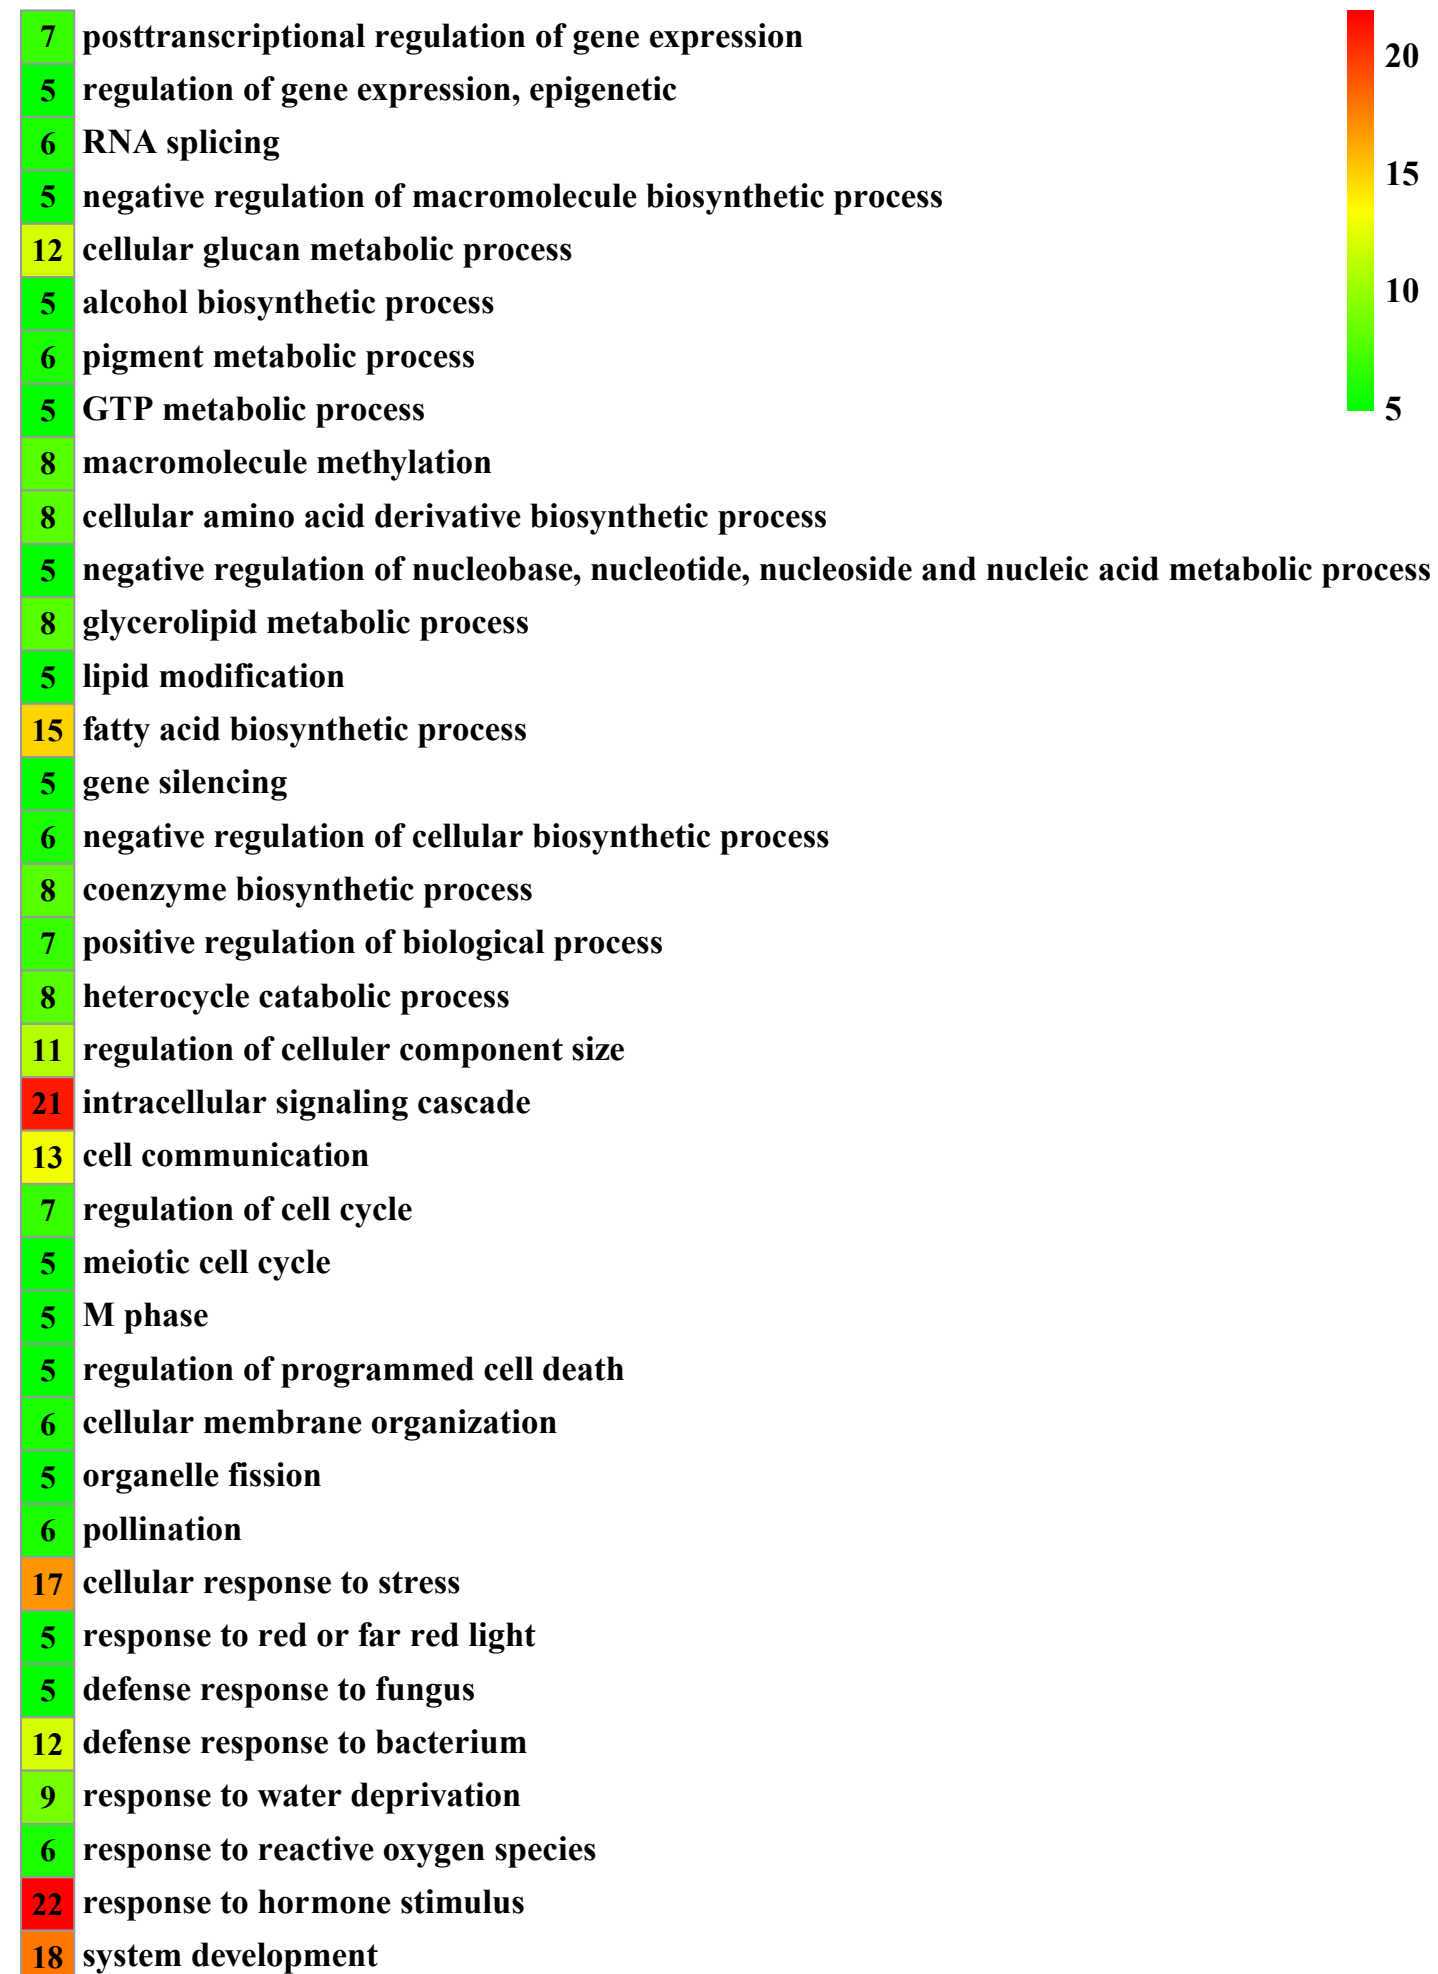 7 posttranscriptional regulation of gene expression
5 regulation of gene expression, epigenetic
6 RNA splicing
5 negative regulation of macromolecule biosynthetic process
12 cellular glucan metabolic process
5 alcohol biosynthetic process
6 pigment metabolic process
5 GTP metabolic process
8 macromolecule methylation
8 cellular amino acid derivative biosynthetic process
5 negative regulation of nucleobase, nucleotide, nucleoside and nucleic acid metabolic process
8 glycerolipid metabolic process
5 lipid modification
15 fatty acid biosynthetic process
5 gene silencing
6 negative regulation of cellular biosynthetic process
8 coenzyme biosynthetic process
7 positive regulation of biological process
8 heterocycle catabolic process
11 regulation of celluler component size
21 intracellular signaling cascade
13 cell communication
7 regulation of cell cycle
5 meiotic cell cycle
5 M phase
5 regulation of programmed cell death
6 cellular membrane organization
5 organelle fission
6 pollination
17 cellular response to stress
5 response to red or far red light
5 defense response to fungus
12 defense response to bacterium
9 response to water deprivation
6 response to reactive oxygen species
22 response to hormone stimulus
18 system development
20
15
10
5